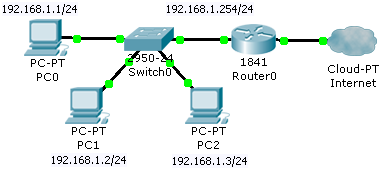 192.168.1.1/24
192.168.1.254/24
PC-PT
PC0
2950-24
Switch0
1841
Router0
Cloud-PT
Internet
PC-PT
PC1
PC-PT
PC2
192.168.1.2/24
192.168.1.3/24